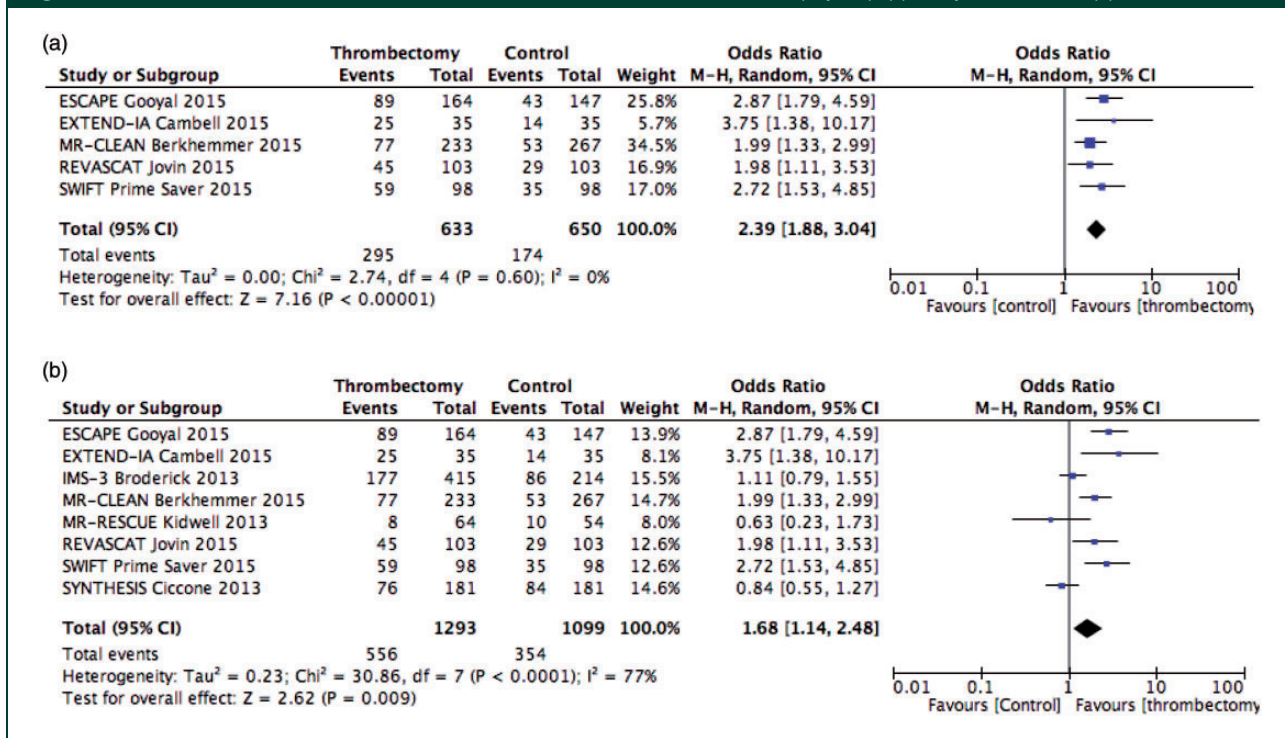 (a)
Thrombectomy Control Odds Ratio Odds Ratio
Study or Subgroup Events Total Events Total Weight M-H, Random, 95% CI M-H, Random, 95% CI
ESCAPE Gooyal 2015 89 164 43 147 25.8% 2.87 [1.79, 4.59]
EXTEND-IA Cambell 2015 25 35 14 35 5.7% 3.75 [1.38, 10.17]
MR-CLEAN Berkhemmer 2015 77 233 53 267 34.5% 1.99 [1.33, 2.99]
REVASCAT Jovin 2015 45 103 29 103 16.9% 1.98 [1.11, 3.53]
SWIFT Prime Saver 2015 59 98 35 98 17.0% 2.72 [1.53, 4.85]
Total (95% CI) 633 650 100.0% 2.39 [1.88, 3.04]
Total events 295 174
Heterogeneity: Tau² = 0.00; Chi² = 2.74, df = 4 (P = 0.60); I² = 0%
Test for overall effect: Z = 7.16 (P < 0.00001)
0.01 0.1 1 10 100
Favours [control] Favours [thrombectomy
(b)
Thrombectomy Control Odds Ratio Odds Ratio
Study or Subgroup Events Total Events Total Weight M-H, Random, 95% CI M-H, Random, 95% CI
ESCAPE Gooyal 2015 89 164 43 147 13.9% 2.87 [1.79, 4.59]
EXTEND-IA Cambell 2015 25 35 14 35 8.1% 3.75 [1.38, 10.17]
IMS-3 Broderick 2013 177 415 86 214 15.5% 1.11 [0.79, 1.55]
MR-CLEAN Berkhemmer 2015 77 233 53 267 14.7% 1.99 [1.33, 2.99]
MR-RESCUE Kidwell 2013 8 64 10 54 8.0% 0.63 [0.23, 1.73]
REVASCAT Jovin 2015 45 103 29 103 12.6% 1.98 [1.11, 3.53]
SWIFT Prime Saver 2015 59 98 35 98 12.6% 2.72 [1.53, 4.85]
SYNTHESIS Ciccone 2013 76 181 84 181 14.6% 0.84 [0.55, 1.27]
Total (95% CI) 1293 1099 100.0% 1.68 [1.14, 2.48]
Total events 556 354
Heterogeneity: Tau² = 0.23; Chi² = 30.86, df = 7 (P < 0.0001); I² = 77%
Test for overall effect: Z = 2.62 (P = 0.009)
0.01 0.1 1 10 100
Favours [Control] Favours [thrombectomy